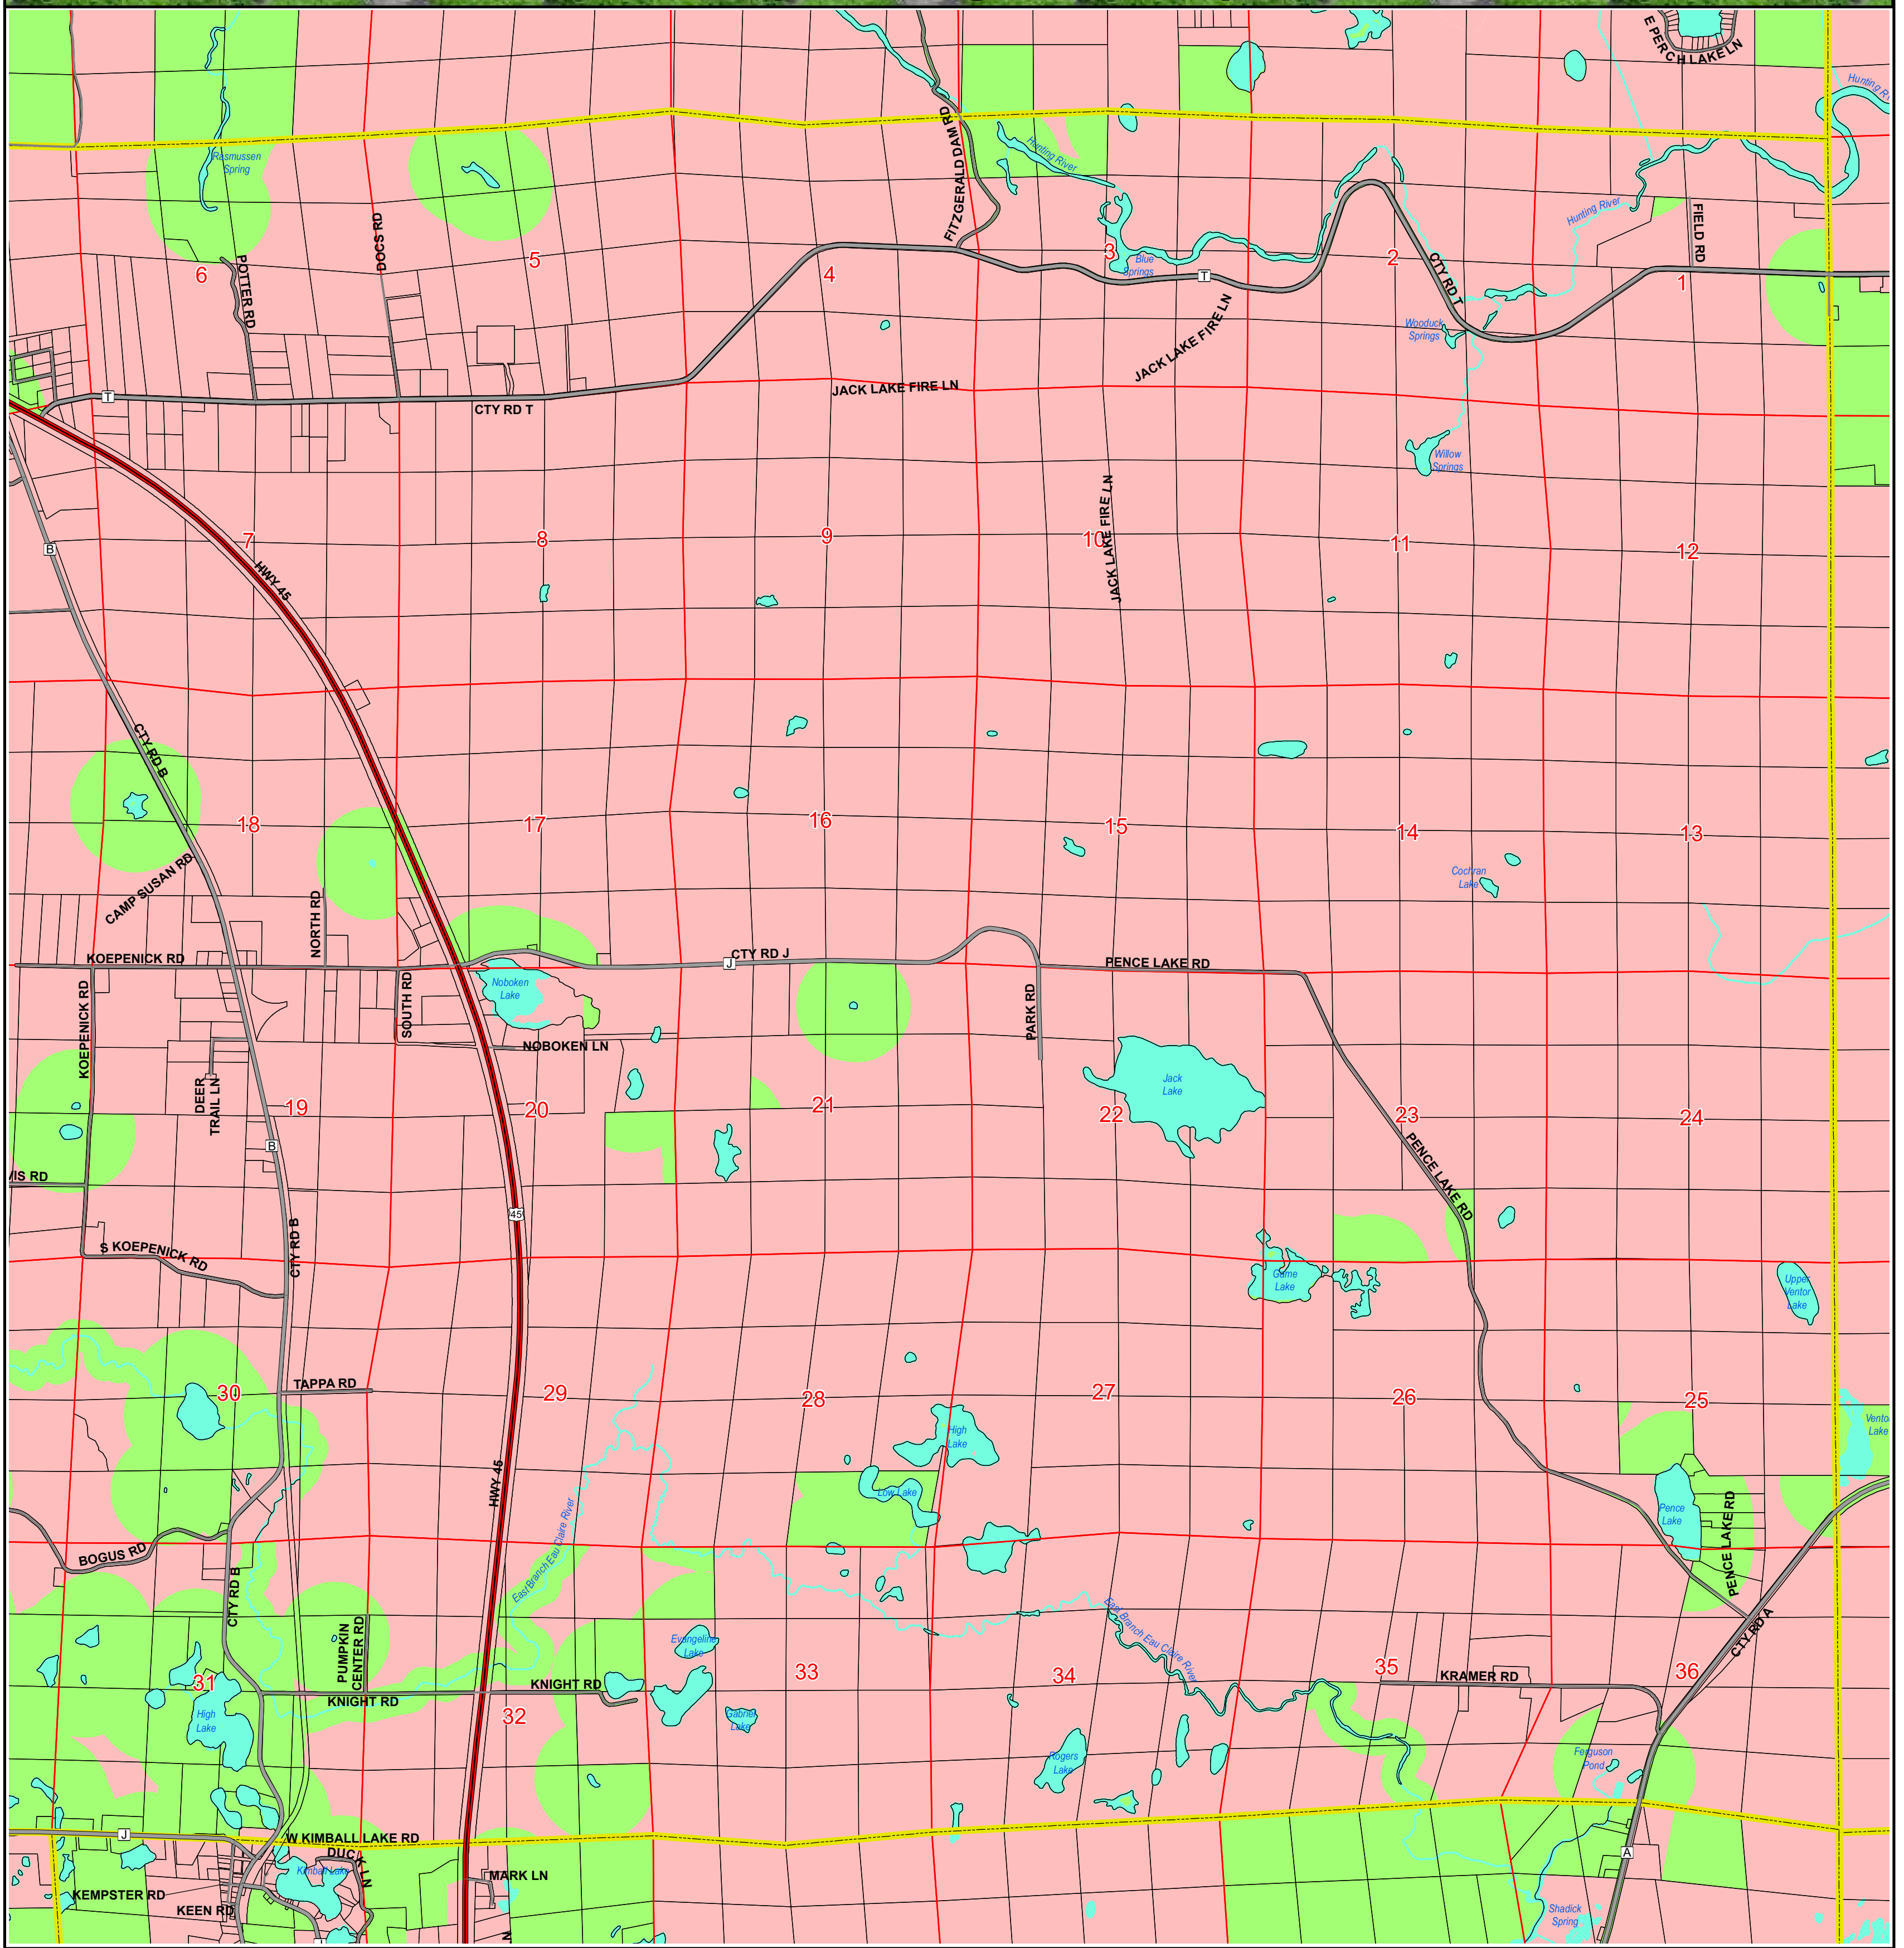 E PERCH LAKE LN
Hunting
Rasmussen
Spring
FITZGERALD DAM RD
Hunting River
Hunting River
FIELD RD
DOCS RD
POTTER RD
6
5
4
3
Blue
Springs
T
2
CTY RD T
1
JACK LAKE FIRE LN
Wooduck
Springs
T
CTY RD T
JACK LAKE FIRE LN
Willow
Springs
JACK LAKE FIRE LN
B
7
HWY 45
8
9
10
11
12
CTY RD B
18
17
16
15
14
13
CAMP SUSAN RD
Cochran
Lake
NORTH RD
KOEPENICK RD
CTY RD J
J
PENCE LAKE RD
Noboken
Lake
KOEPENICK RD
SOUTH RD
PARK RD
NOBOKEN LN
Jack
Lake
DEER
TRAIL LN
19
20
21
22
23
24
B
PENCE LAKE RD
VIS RD
45
S KOEPENICK RD
CTY RD B
Game
Lake
Upper
Ventor
Lake
30
TAPPA RD
29
28
27
26
25
High
Lake
Lake
HWY 45
Low Lake
East Branch Eau Claire River
Pence
Lake
PENCE LAKE RD
BOGUS RD
CTY RD B
PUMPKIN
CENTER RD
Evangeline
Lake
East Branch Eau Claire River
CTY RD A
31
KNIGHT RD
KNIGHT RD
32
33
34
35
KRAMER RD
36
High
Lake
Gabriel
Lake
Rogers
Lake
Ferguson
Pond
J
W KIMBALL LAKE RD
DUCK LN
Kimball Lake
MARK LN
A
KEMPSTER RD
KEEN RD
Shadick
Spring
N